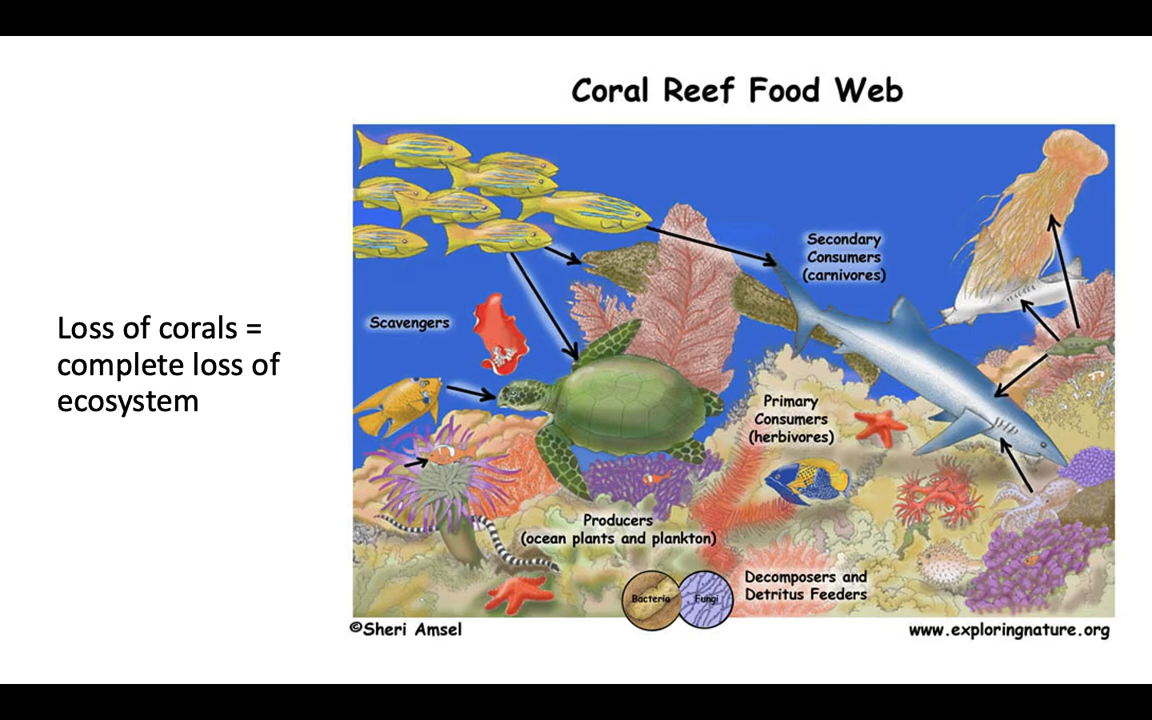 Coral Reef Food Web
Loss of corals =
complete loss of
ecosystem
Secondary
Consumers
(carnivores)
Scavengers
Primary
Consumers
(herbivores)
Producers
(ocean plants and plankton)
Bacteria
Fungi
Decomposers and
Detritus Feeders
©Sheri Amsel
www.exploringnature.org